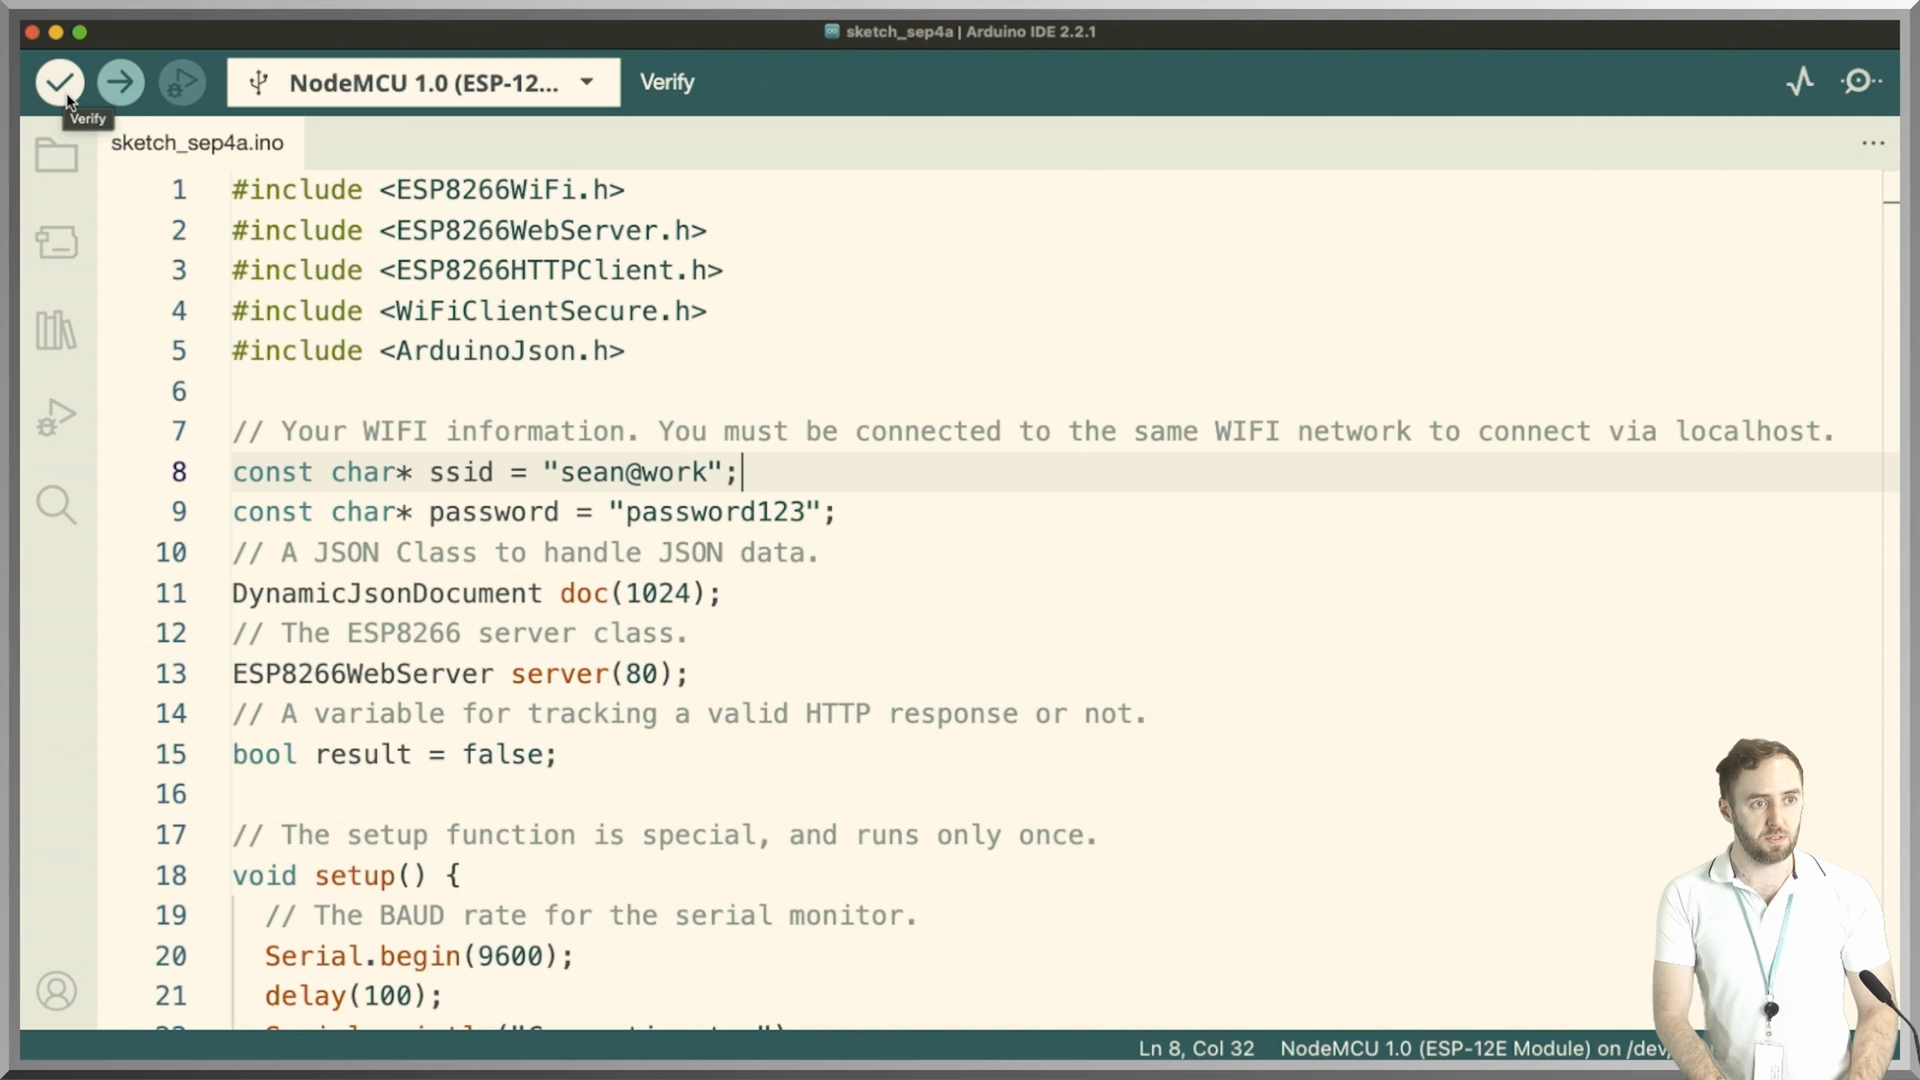 sketch_sep4a | Arduino IDE 2.2.1
NodeMCU 1.0 (ESP-12...
Verify
Verify
sketch_sep4a.ino
...
1 #include <ESP8266WiFi.h>
2 #include <ESP8266WebServer.h>
3 #include <ESP8266HTTPClient.h>
4 #include <WiFiClientSecure.h>
5 #include <ArduinoJson.h>
6
7 // Your WIFI information. You must be connected to the same WIFI network to connect via localhost.
8 const char* ssid = "sean@work";
9 const char* password = "password123";
10 // A JSON Class to handle JSON data.
11 DynamicJsonDocument doc(1024);
12 // The ESP8266 server class.
13 ESP8266WebServer server(80);
14 // A variable for tracking a valid HTTP response or not.
15 bool result = false;
16
17 // The setup function is special, and runs only once.
18 void setup() {
19 // The BAUD rate for the serial monitor.
20 Serial.begin(9600);
21 delay(100);
Ln 8, Col 32 NodeMCU 1.0 (ESP-12E Module) on /dev/